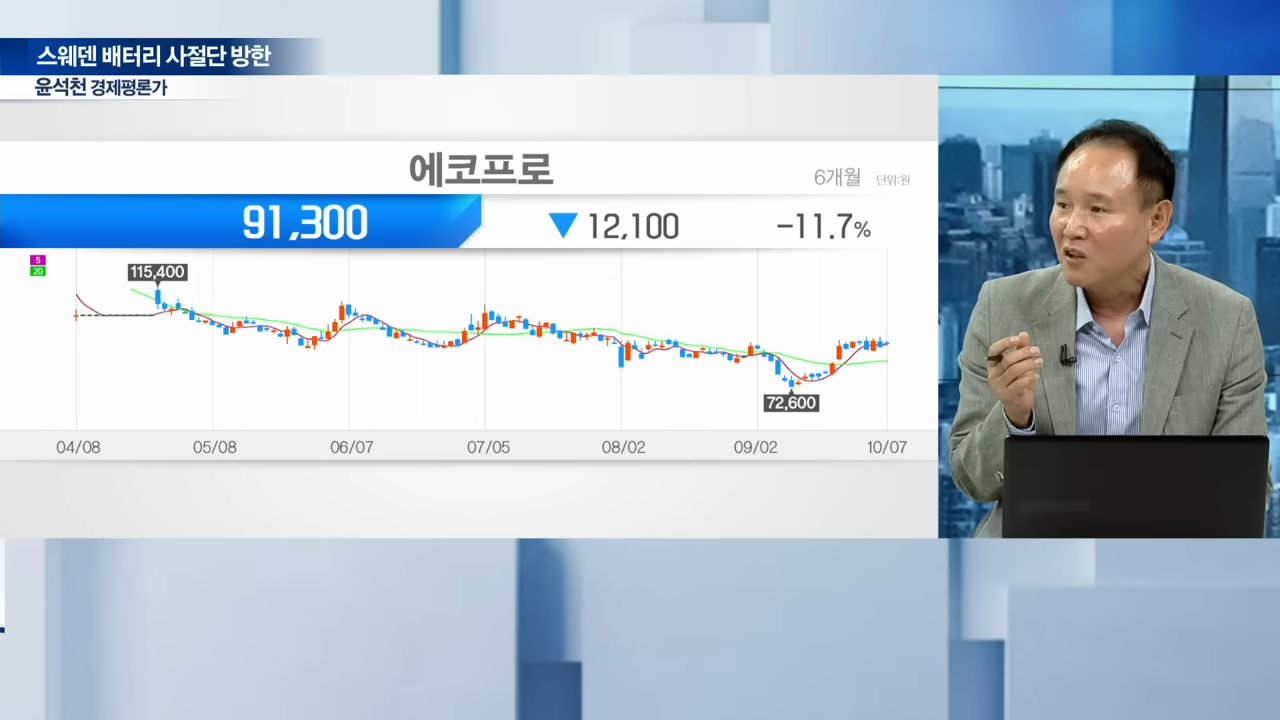 스웨덴 배터리 사절단 방한
윤석천 경제평론가
에코프로
6개월 단위:원
91,300 ▼ 12,100 -11.7%
5
20
115,400
72,600
04/08 05/08 06/07 07/05 08/02 09/02 10/07